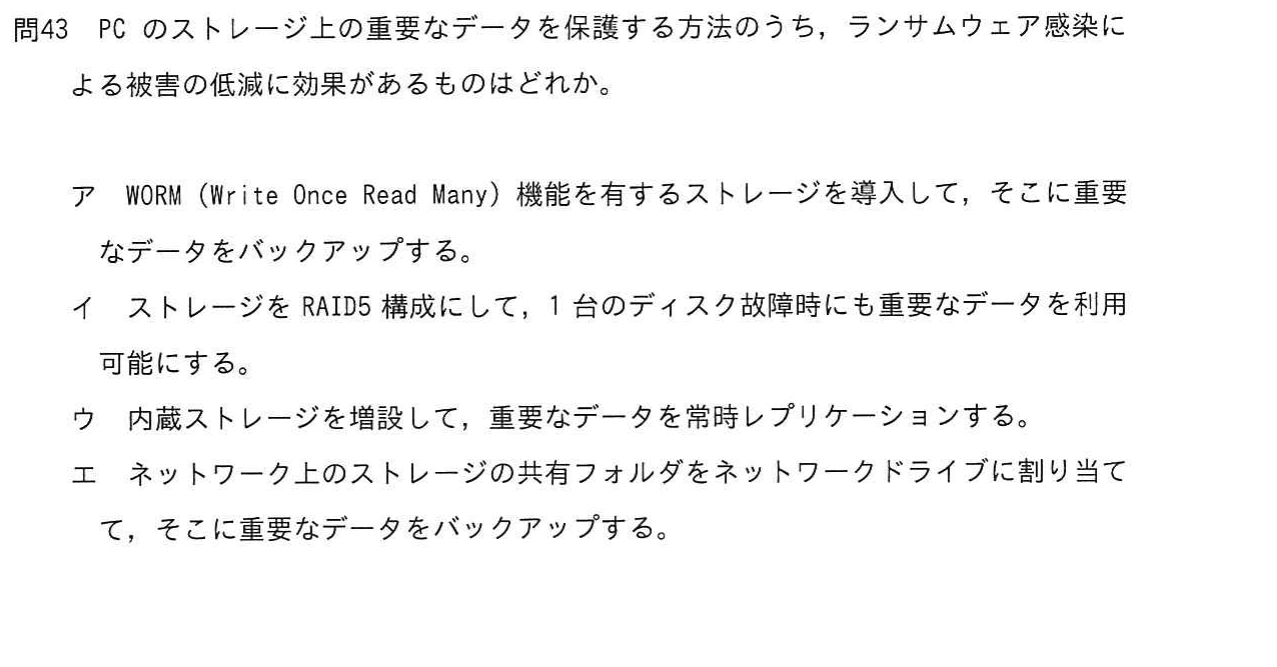 問43 PC のストレージ上の重要なデータを保護する方法のうち，ランサムウェア感染に
よる被害の低減に効果があるものはどれか。
ア WORM (Write Once Read Many) 機能を有するストレージを導入して，そこに重要
なデータをバックアップする。
イ ストレージを RAID5 構成にして，1 台のディスク故障時にも重要なデータを利用
可能にする。
ウ 内蔵ストレージを増設して，重要なデータを常時レプリケーションする。
エ ネットワーク上のストレージの共有フォルダをネットワークドライブに割り当て
て，そこに重要なデータをバックアップする。